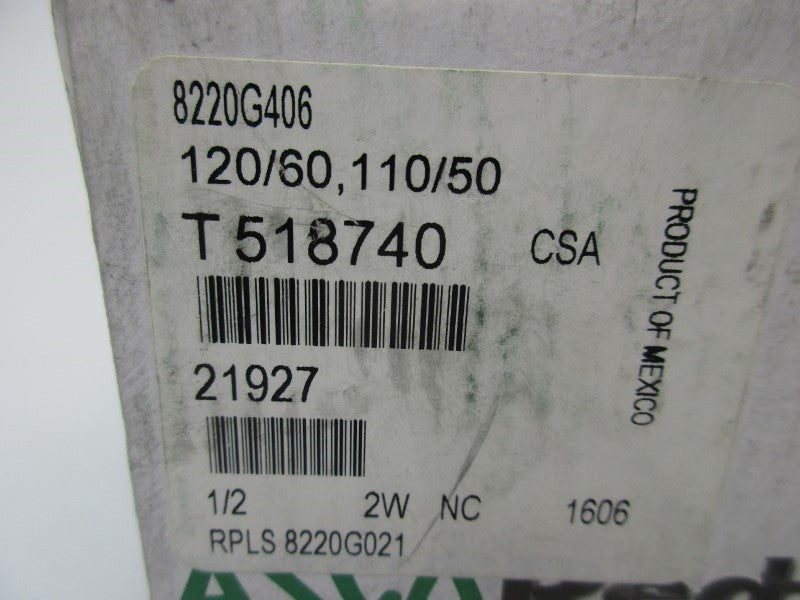 8220G406
120/60,110/50
T 518740 CSA
21927
1/2 2W NC 1606
RPLS 8220G021
PRODUCT OF MEXICO